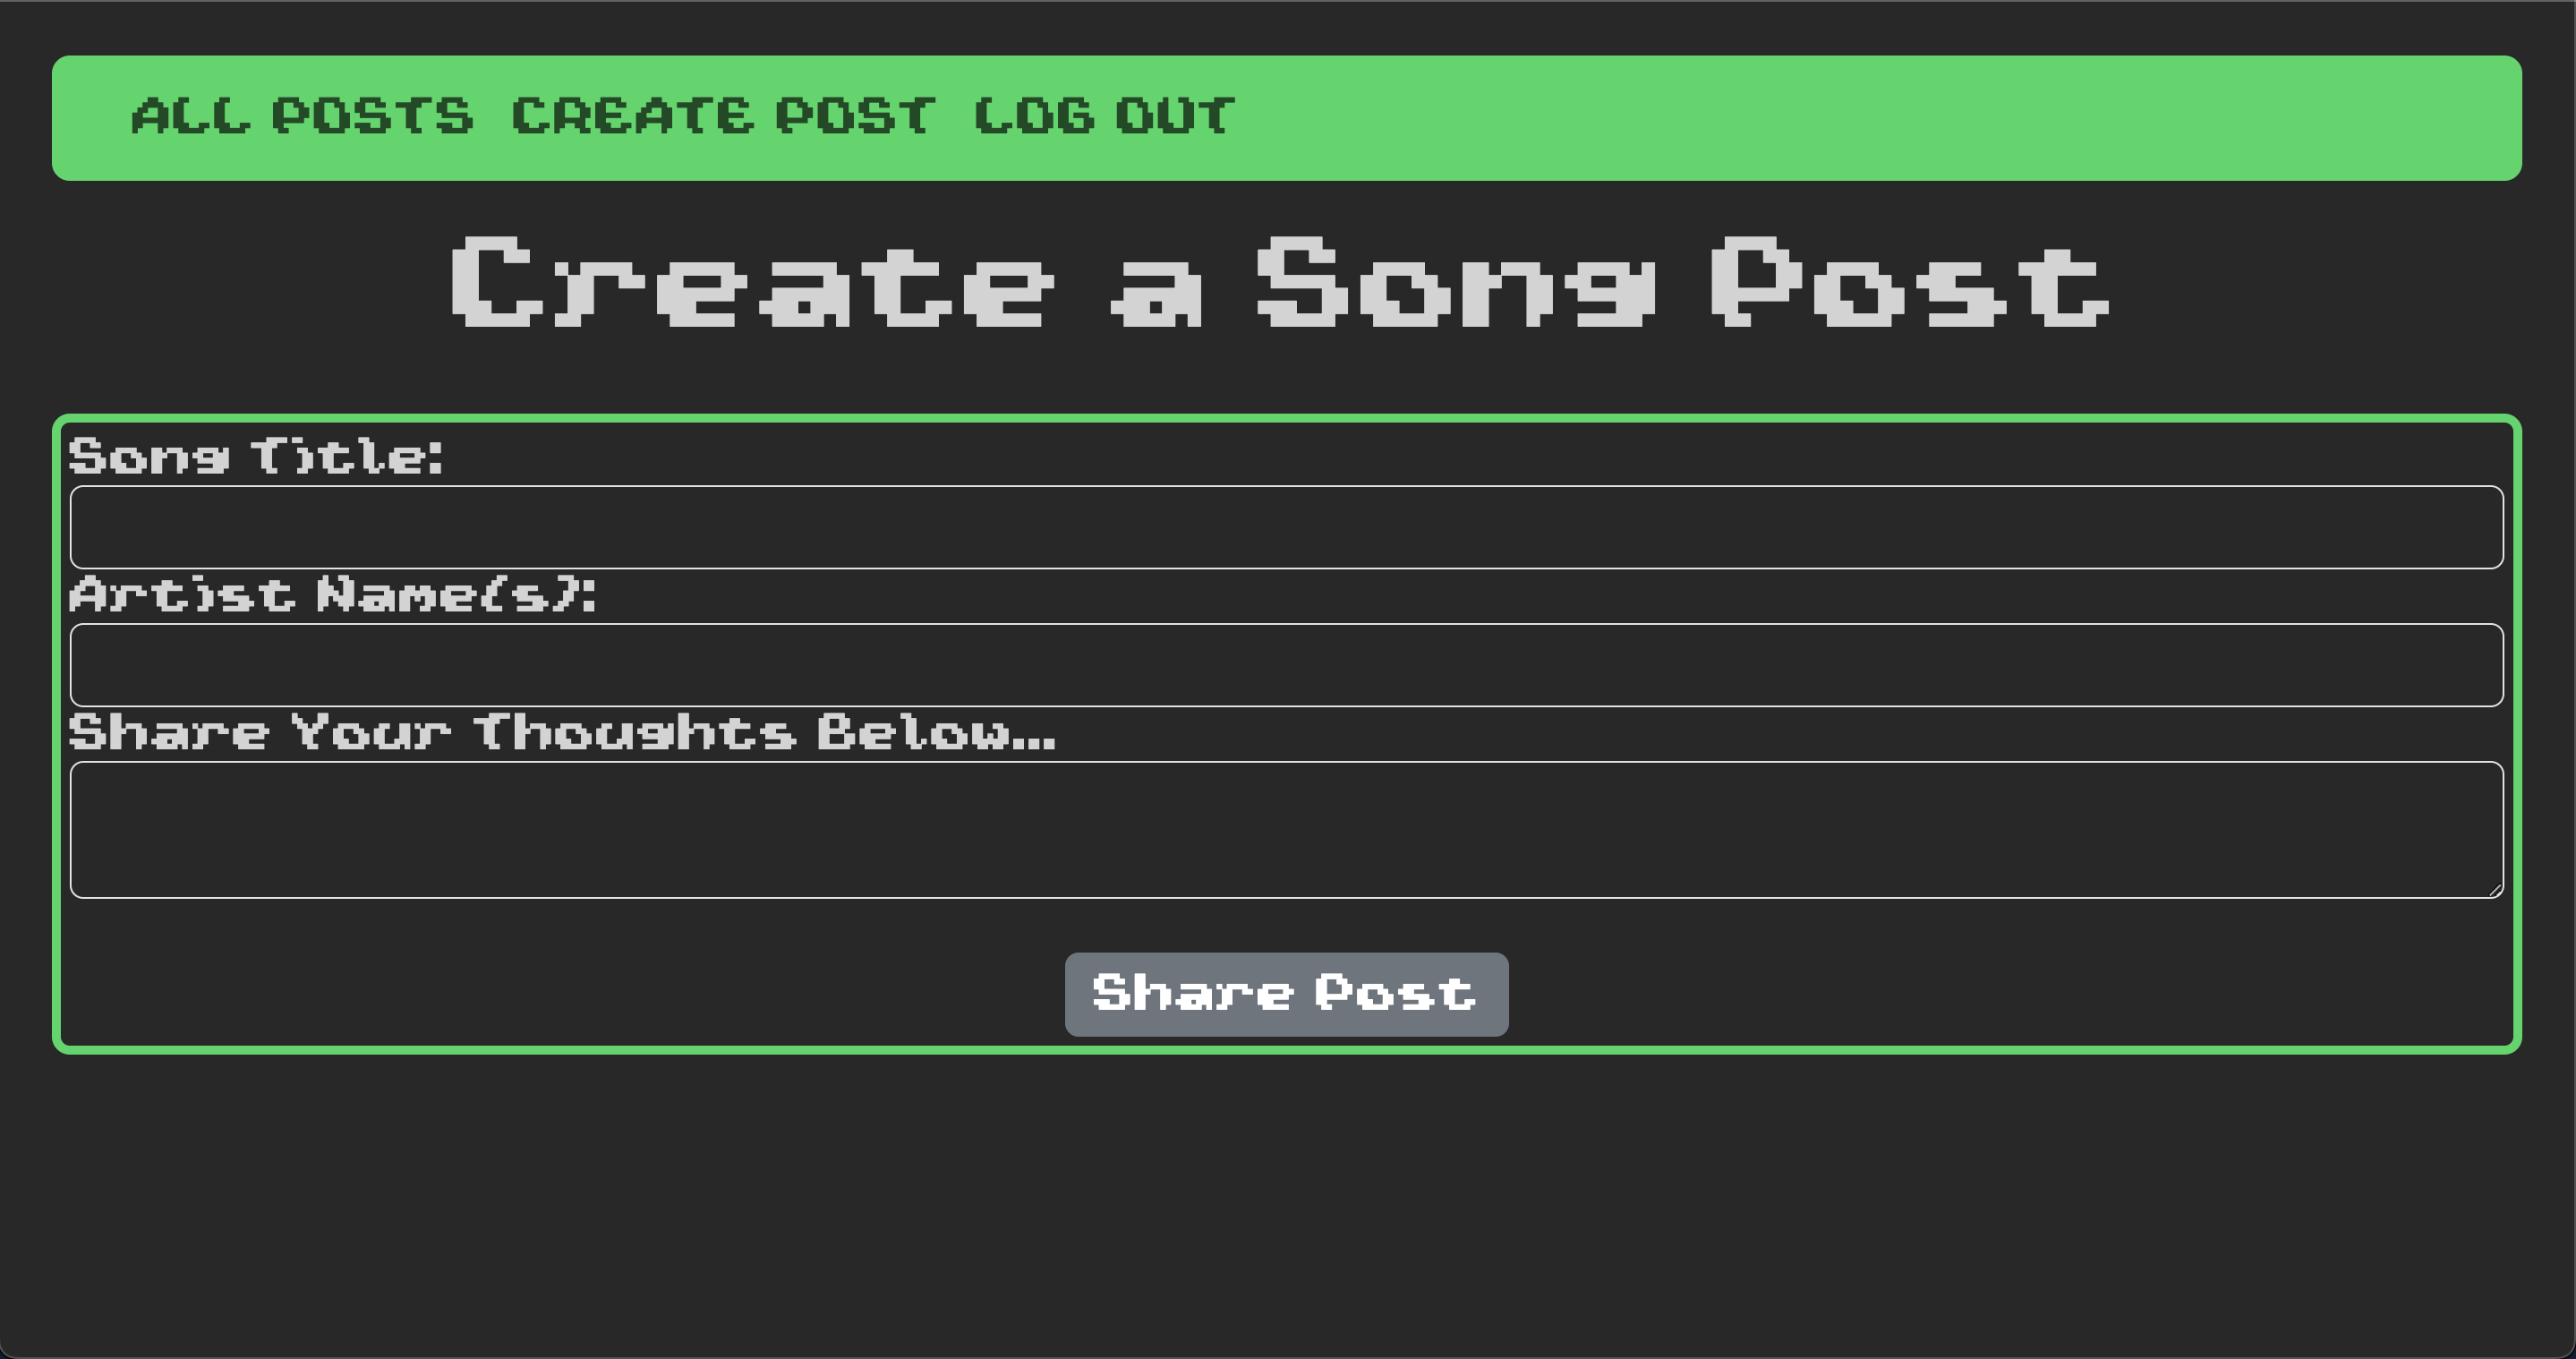 ALL POSTS CREATE POST LOG OUT
Create a Song Post
Song Title:
Artist Name(s):
Share Your Thoughts Below...
Share Post